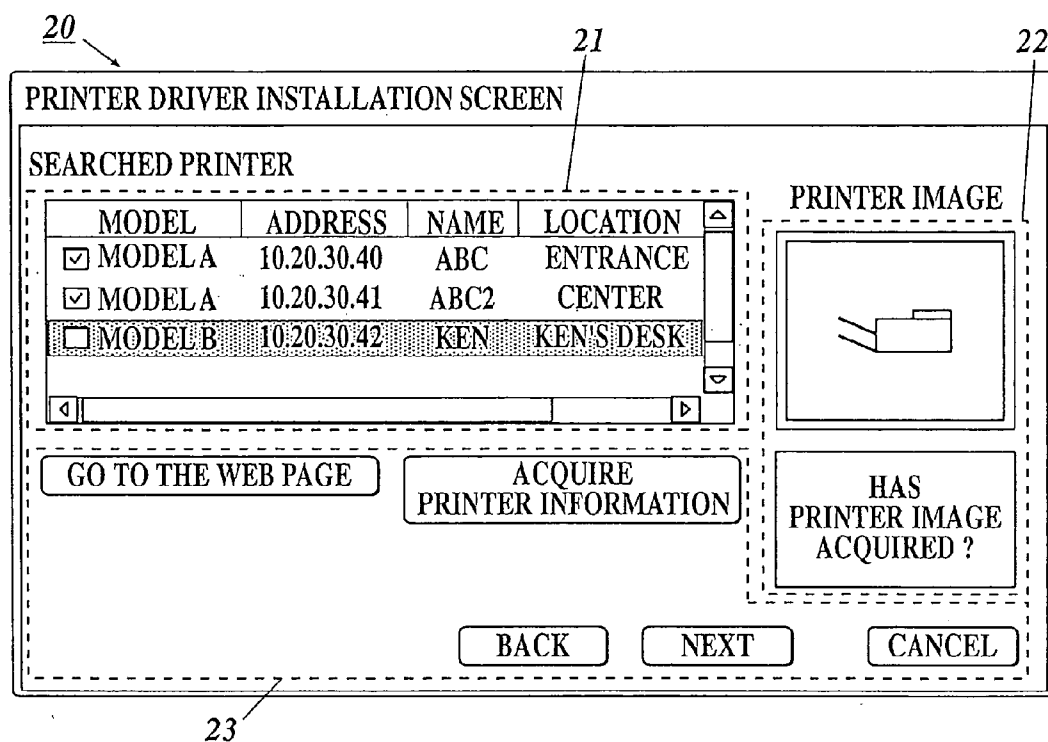 20
21
22
PRINTER DRIVER INSTALLATION SCREEN
SEARCHED PRINTER
PRINTER IMAGE
MODEL ADDRESS NAME LOCATION
MODEL A 10.20.30.40 ABC ENTRANCE
MODEL A 10.20.30.41 ABC2 CENTER
MODEL B 10.20.30.42 KEN KEN'S DESK
GO TO THE WEB PAGE
ACQUIRE
PRINTER INFORMATION
HAS
PRINTER IMAGE
ACQUIRED ?
BACK NEXT CANCEL
23